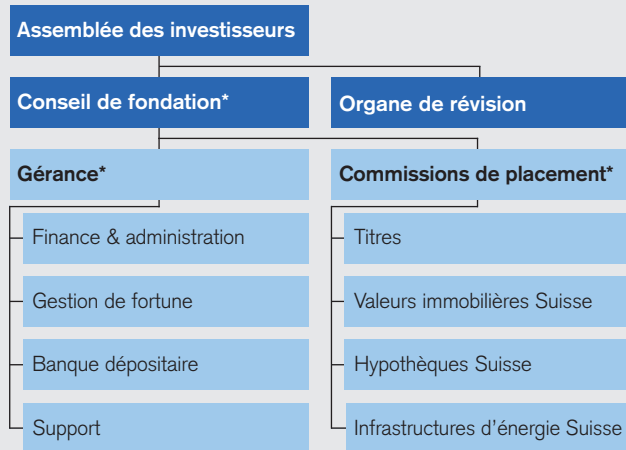 Assemblée des investisseurs
Conseil de fondation*
Organe de révision
Gérance*
Commissions de placement*
Finance & administration
Titres
Gestion de fortune
Valeurs immobilières Suisse
Banque dépositaire
Hypothèques Suisse
Support
Infrastructures d’énergie Suisse